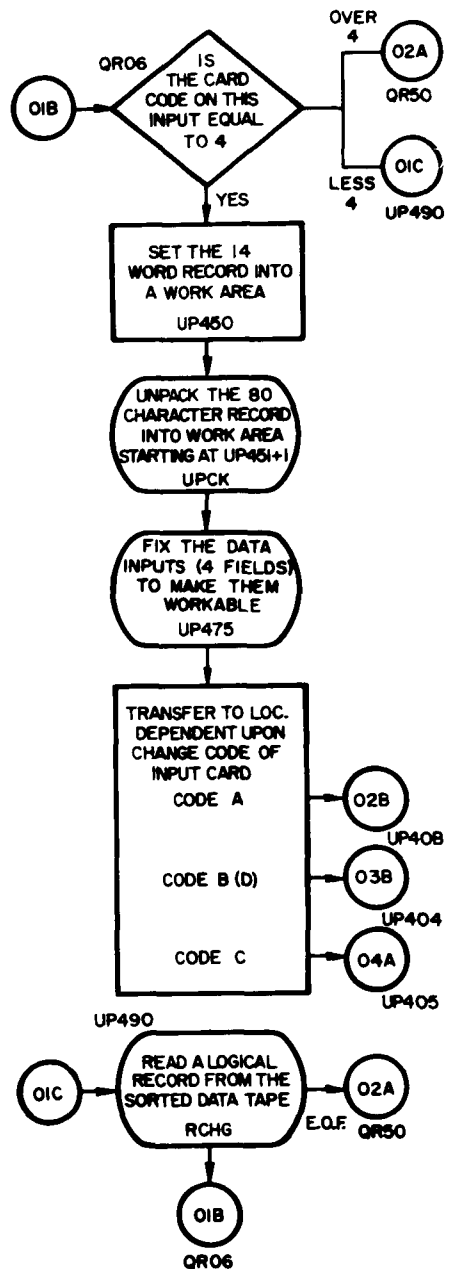 OVER
4
QR06
IS
THE CARD
CODE ON THIS
INPUT EQUAL
TO 4
01B
02A
QR50
01C
LESS
4
UP490
YES
SET THE 14
WORD RECORD INTO
A WORK AREA
UP450
UNPACK THE 80
CHARACTER RECORD
INTO WORK AREA
STARTING AT UP451+1
UPCK
FIX THE DATA
INPUTS (4 FIELDS)
TO MAKE THEM
WORKABLE
UP475
TRANSFER TO LOC.
DEPENDENT UPON
CHANGE CODE OF
INPUT CARD
CODE A
02B
UP40B
CODE B (D)
03B
UP404
CODE C
04A
UP405
UP490
01C
READ A LOGICAL
RECORD FROM THE
SORTED DATA TAPE
RCHG
E.O.F.
02A
QR50
01B
QR06